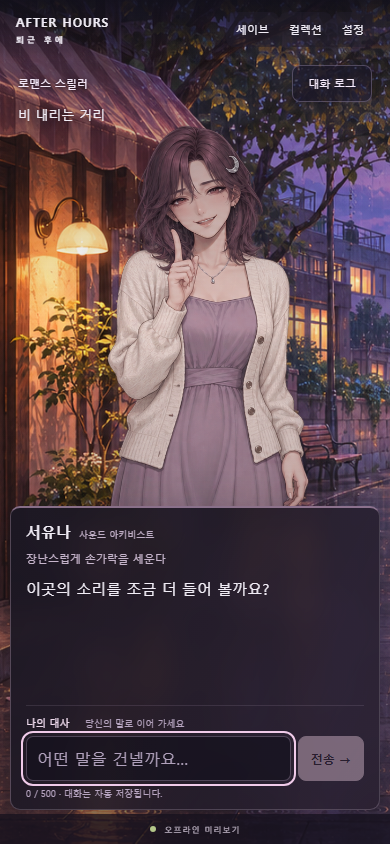 AFTER HOURS
퇴근 후에
세이브 컬렉션 설정
로맨스 스릴러
대화 로그
비 내리는 거리
서유나 사운드 아키비스트
장난스럽게 손가락을 세운다
이곳의 소리를 조금 더 들어 볼까요?
나의 대사 당신의 말로 이어 가세요
어떤 말을 건넬까요...
전송 →
0 / 500 · 대화는 자동 저장됩니다.
오프라인 미리보기